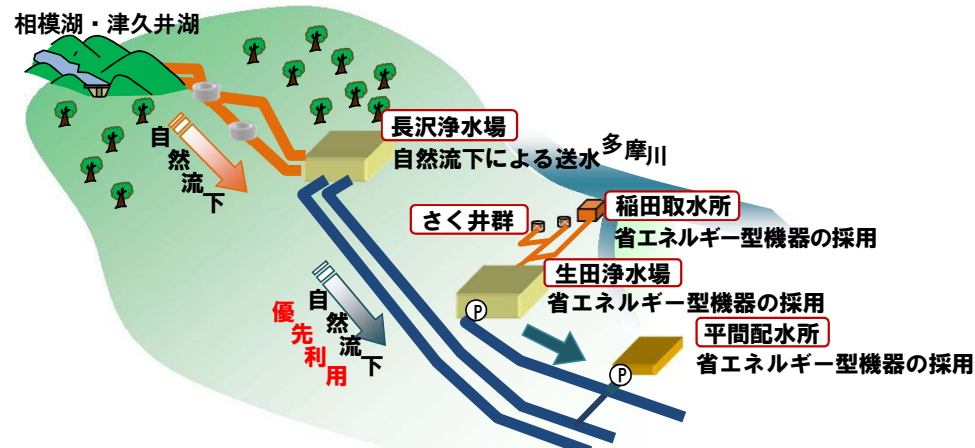 相模湖・津久井湖
自然流下
長沢浄水場
自然流下による送水
多摩川
稲田取水所
省エネルギー型機器の採用
さく井群
生田浄水場
省エネルギー型機器の採用
P
自然流下
優先利用
平間配水所
省エネルギー型機器の採用
P